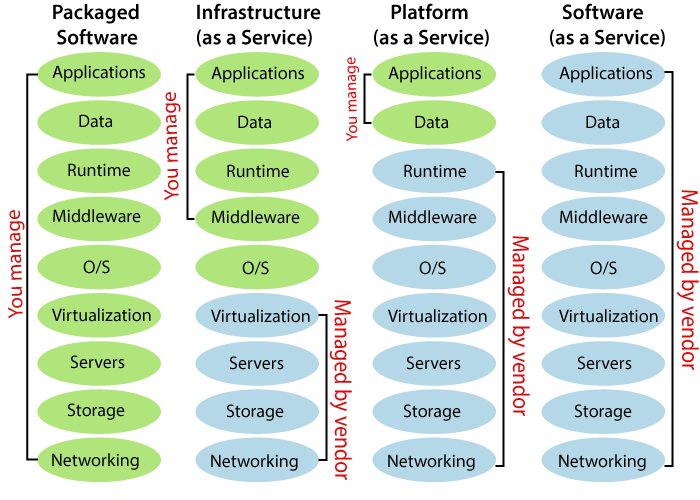 Packaged
Software
You manage
Applications
Data
Runtime
Middleware
O/S
Virtualization
Servers
Storage
Networking
Infrastructure
(as a Service)
You manage
Applications
Data
Runtime
Middleware
O/S
Virtualization
Servers
Storage
Networking
Managed by vendor
Platform
(as a Service)
You manage
Applications
Data
Runtime
Middleware
O/S
Virtualization
Servers
Storage
Networking
Managed by vendor
Software
(as a Service)
Applications
Data
Runtime
Middleware
O/S
Virtualization
Servers
Storage
Networking
Managed by vendor